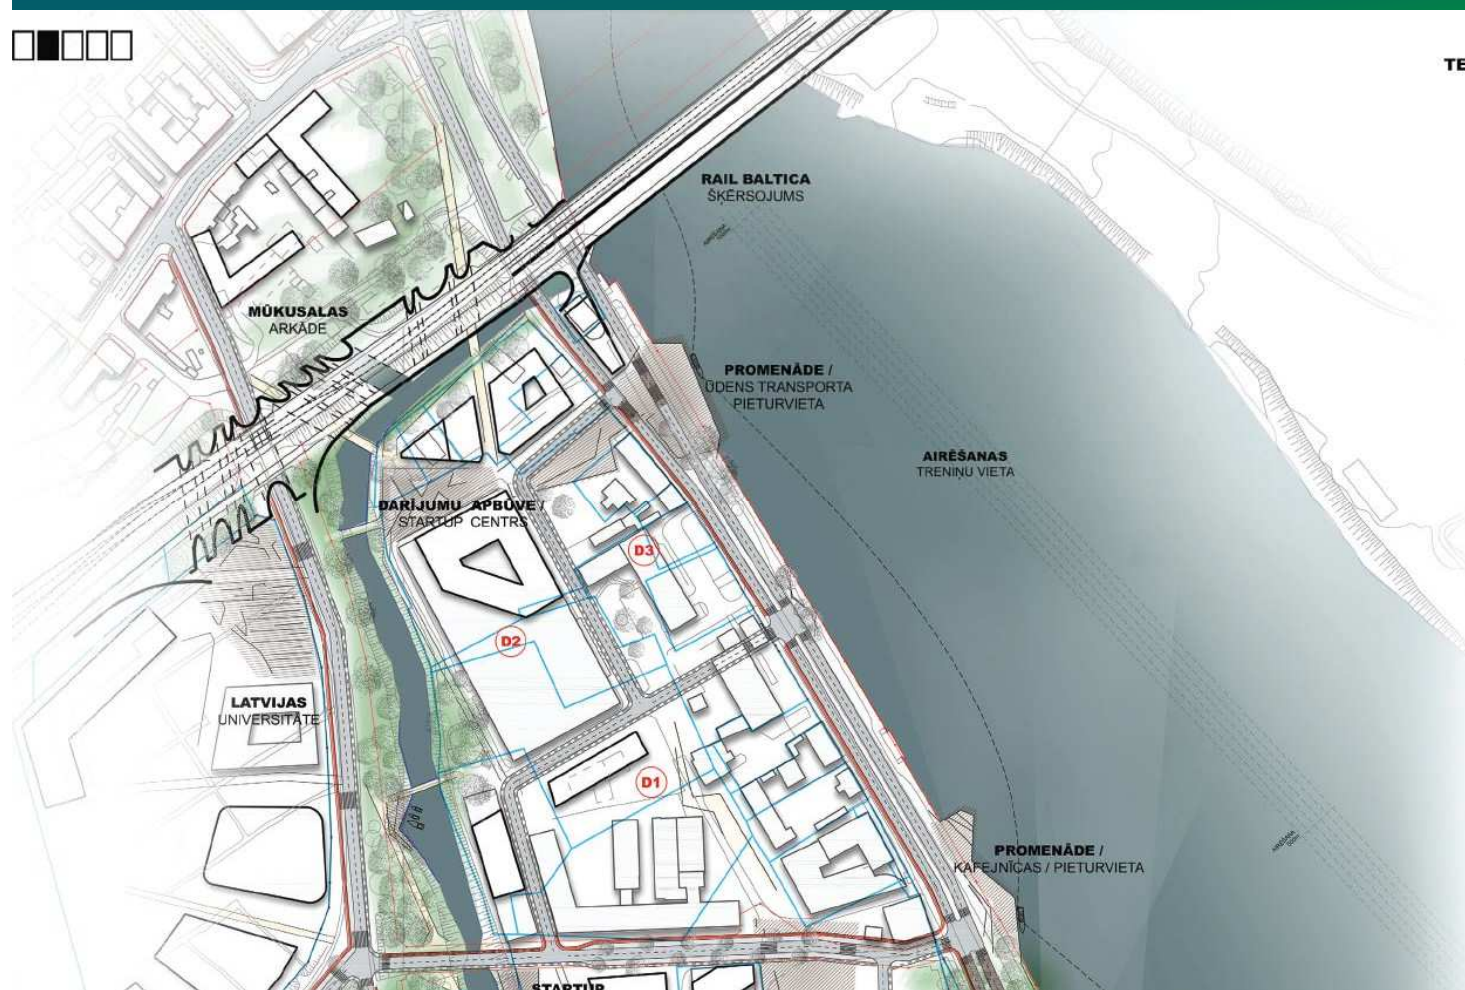 TE
RAIL BALTICA
ŠĶĒRSOJUMS
MŪKUSALAS
ARKĀDE
PROMENĀDE /
ŪDENS TRANSPORTA
PIETURVIETA
AIRĒŠANAS
TRENIŅU VIETA
DARĪJUMU APBŪVE /
STARTUP CENTRS
D3
D2
LATVIJAS
UNIVERSITĀTE
D1
PROMENĀDE /
KAFEJNĪCAS / PIETURVIETA
STARTUP